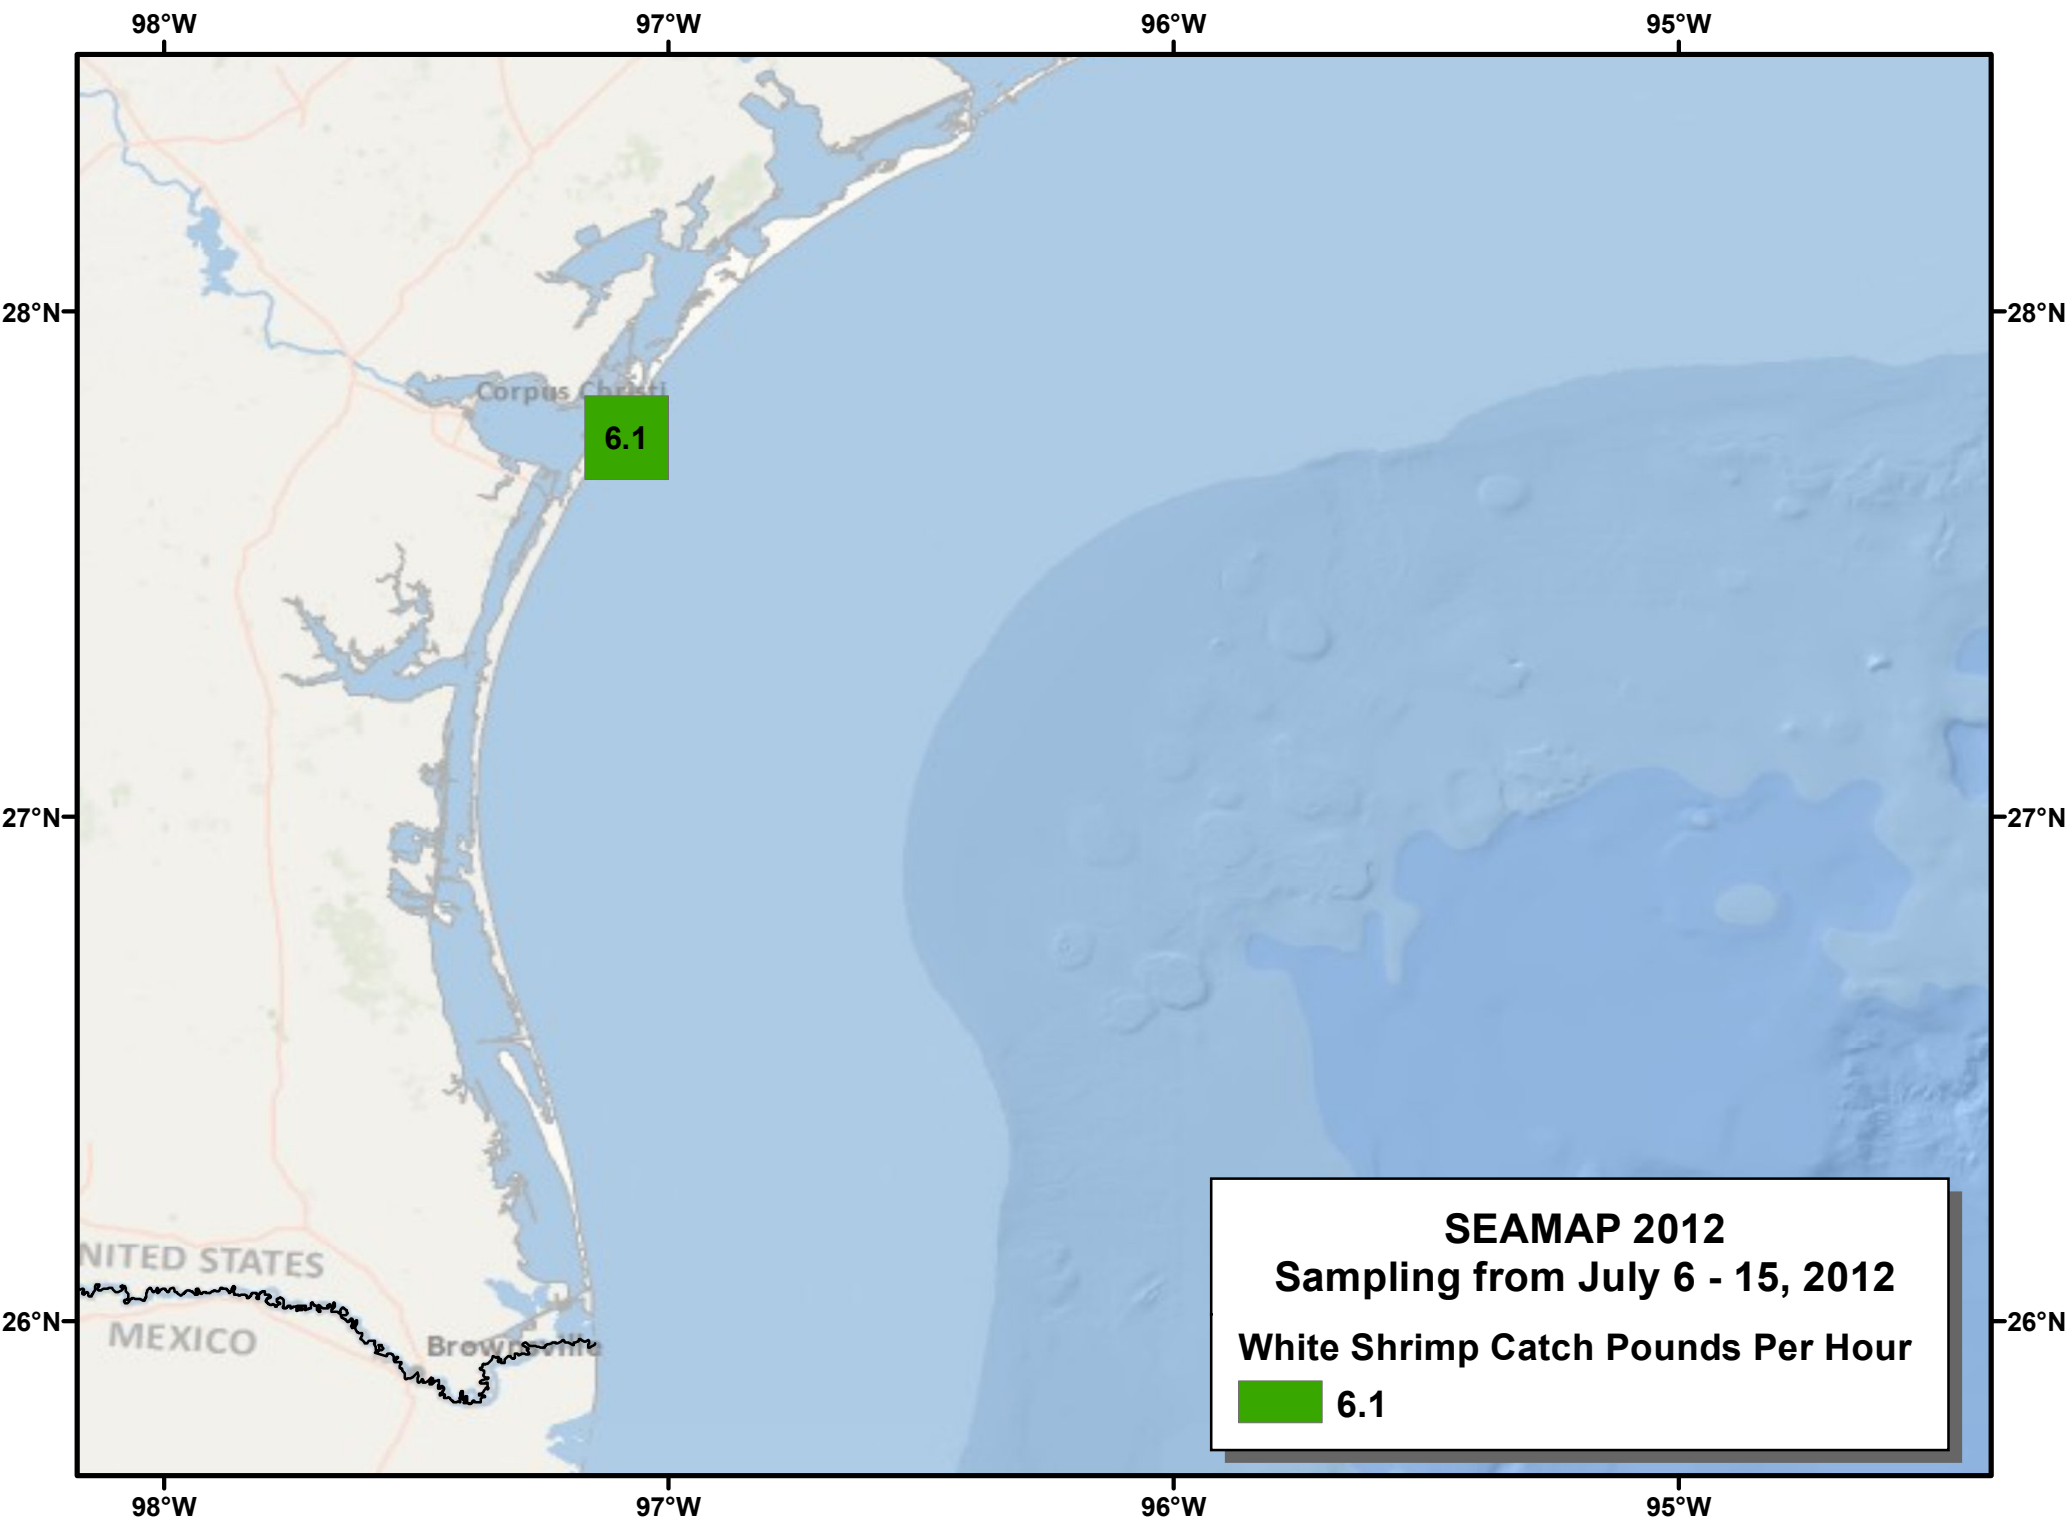 98°W 97°W 96°W 95°W
28°N 28°N
Corpus Christi
6.1
27°N 27°N
SEAMAP 2012
Sampling from July 6 - 15, 2012
NITED STATES
26°N 26°N
MEXICO
Brownsville
White Shrimp Catch Pounds Per Hour
6.1
98°W 97°W 96°W 95°W